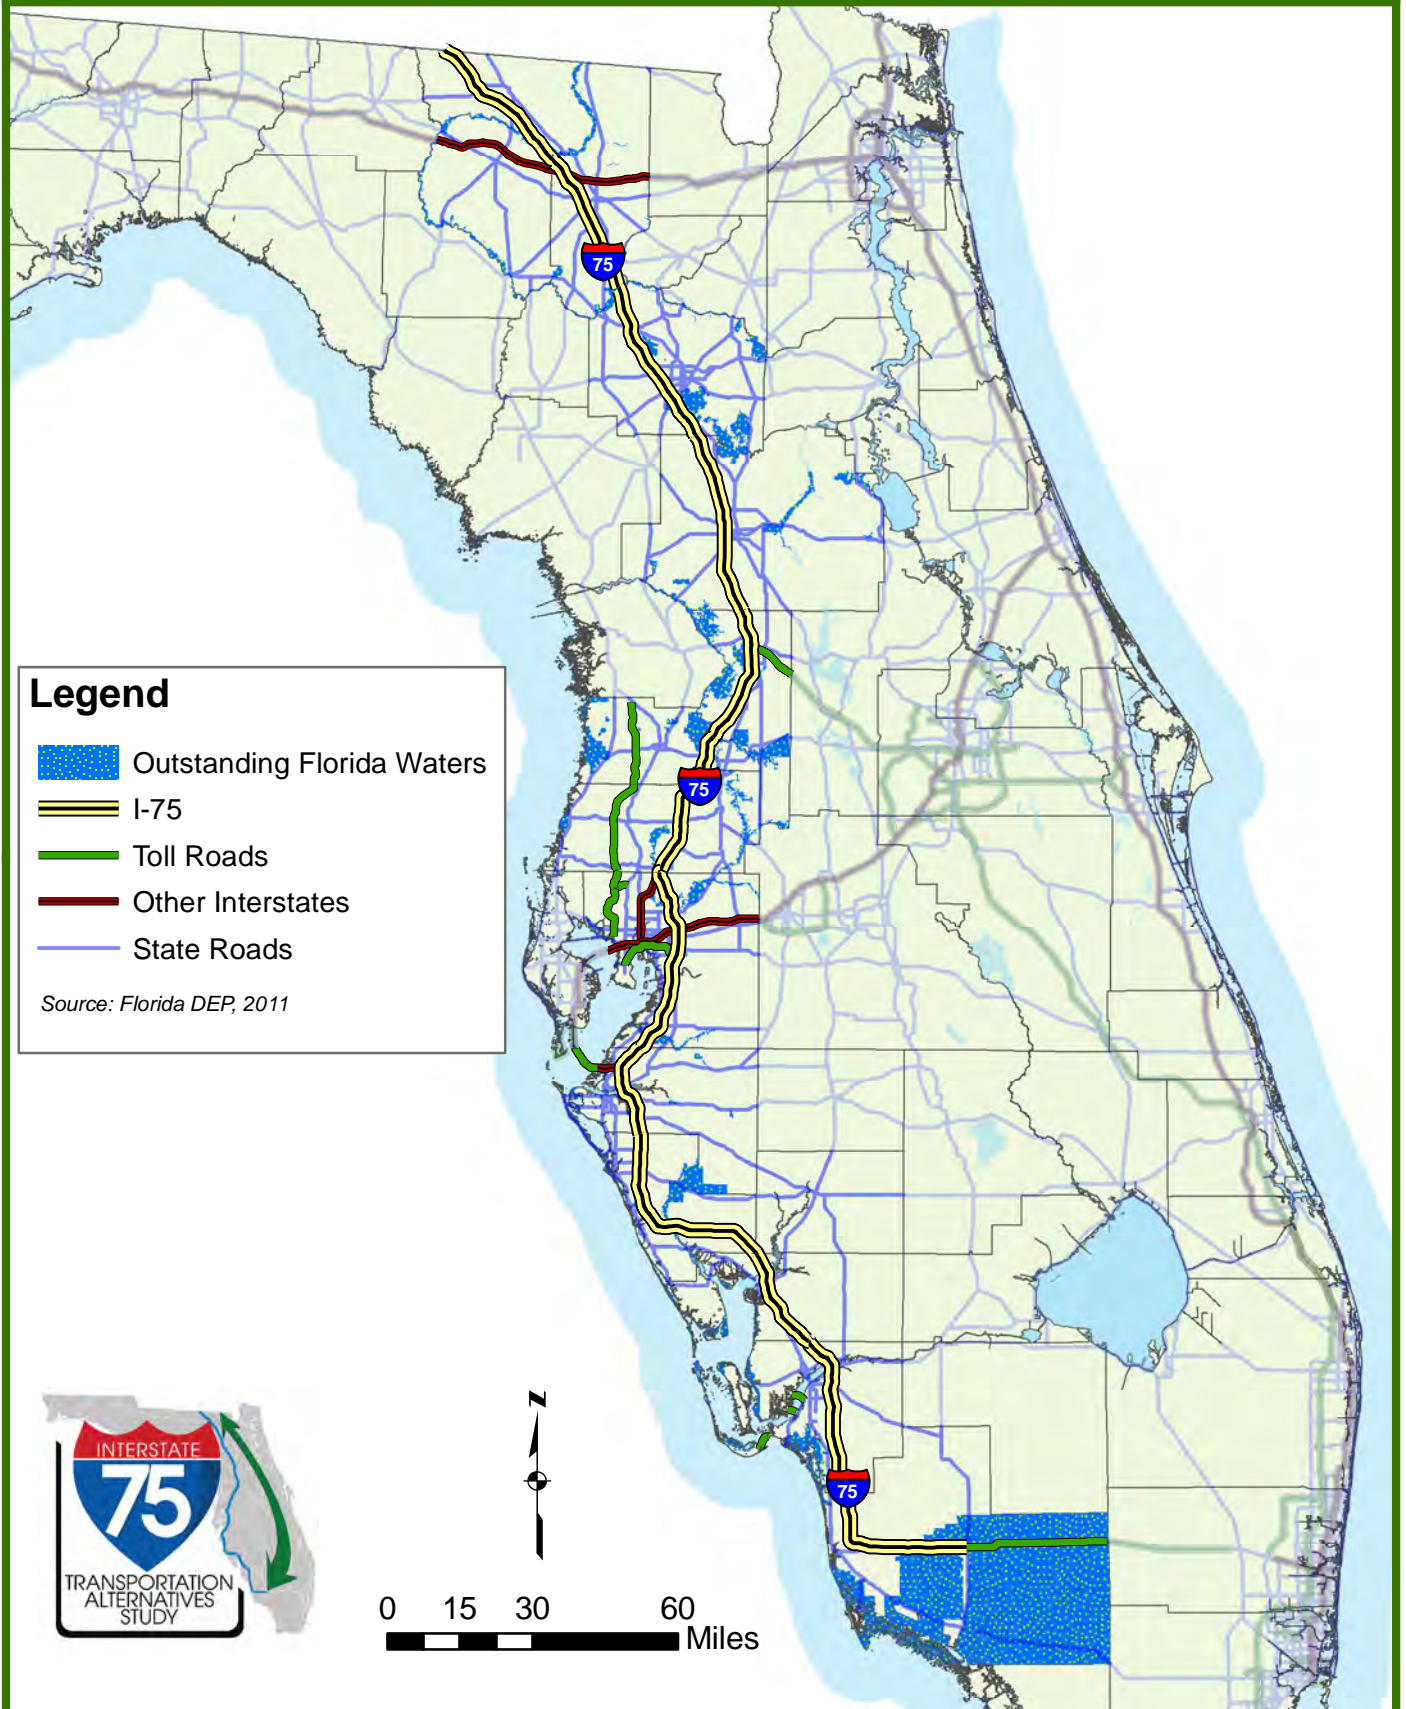 75
Legend
Outstanding Florida Waters
I-75
Toll Roads
Other Interstates
State Roads
Source: Florida DEP, 2011
75
INTERSTATE
75
TRANSPORTATION
ALTERNATIVES
STUDY
N
0 15 30 60
Miles
75